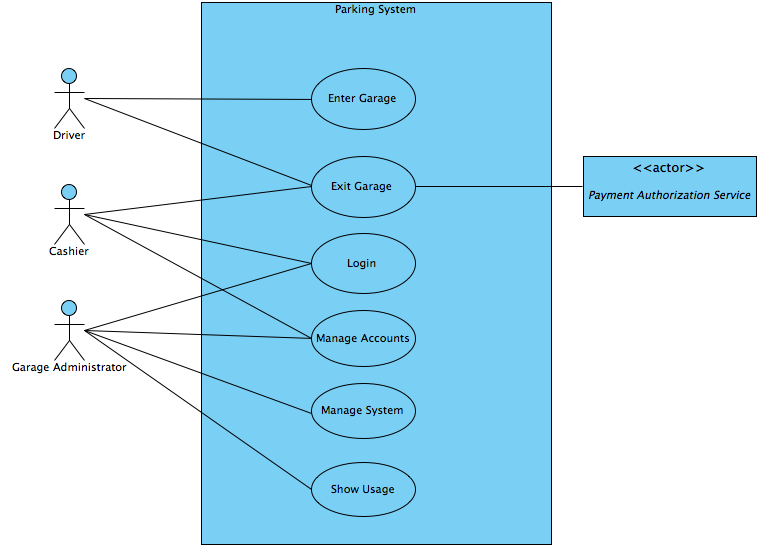 Parking System
Enter Garage
Driver
<<actor>>
Exit Garage
Payment Authorization Service
Cashier
Login
Manage Accounts
Garage Administrator
Manage System
Show Usage